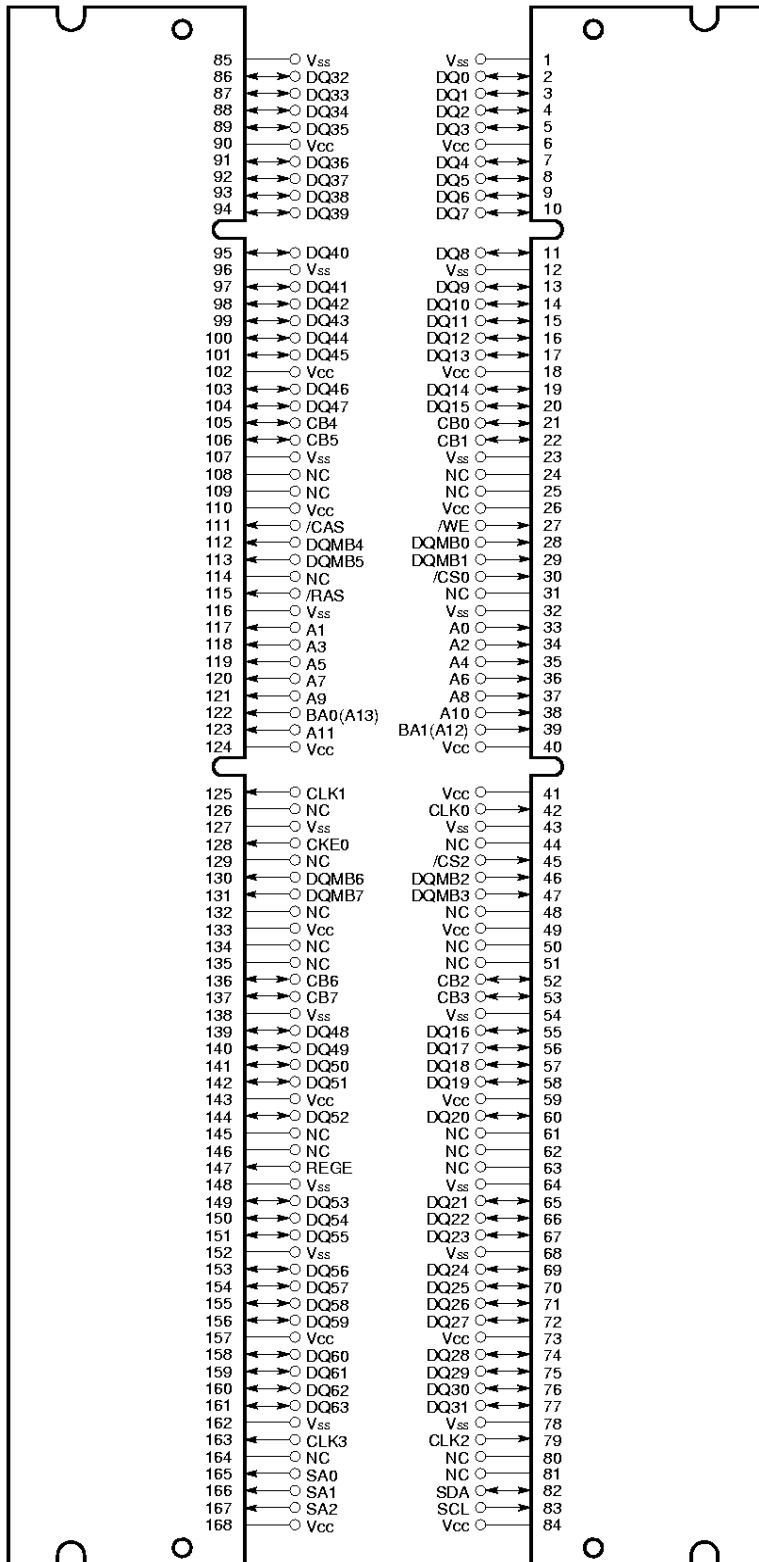 85 Vss Vss 1
86 DQ32 DQ0 2
87 DQ33 DQ1 3
88 DQ34 DQ2 4
89 DQ35 DQ3 5
90 Vcc Vcc 6
91 DQ36 DQ4 7
92 DQ37 DQ5 8
93 DQ38 DQ6 9
94 DQ39 DQ7 10
95 DQ40 DQ8 11
96 Vss Vss 12
97 DQ41 DQ9 13
98 DQ42 DQ10 14
99 DQ43 DQ11 15
100 DQ44 DQ12 16
101 DQ45 DQ13 17
102 Vcc Vcc 18
103 DQ46 DQ14 19
104 DQ47 DQ15 20
105 CB4 CB0 21
106 CB5 CB1 22
107 Vss Vss 23
108 NC NC 24
109 NC NC 25
110 Vcc Vcc 26
111 /CAS /WE 27
112 DQMB4 DQMB0 28
113 DQMB5 DQMB1 29
114 NC /CS0 30
115 /RAS NC 31
116 Vss Vss 32
117 A1 A0 33
118 A3 A2 34
119 A5 A4 35
120 A7 A6 36
121 A9 A8 37
122 BA0(A13) A10 38
123 A11 BA1(A12) 39
124 Vcc Vcc 40
125 CLK1 Vcc 41
126 NC CLK0 42
127 Vss Vss 43
128 CKE0 NC 44
129 NC /CS2 45
130 DQMB6 DQMB2 46
131 DQMB7 DQMB3 47
132 NC NC 48
133 Vcc Vcc 49
134 NC NC 50
135 NC NC 51
136 CB6 CB2 52
137 CB7 CB3 53
138 Vss Vss 54
139 DQ48 DQ16 55
140 DQ49 DQ17 56
141 DQ50 DQ18 57
142 DQ51 DQ19 58
143 Vcc Vcc 59
144 DQ52 DQ20 60
145 NC NC 61
146 NC NC 62
147 REGE NC 63
148 Vss Vss 64
149 DQ53 DQ21 65
150 DQ54 DQ22 66
151 DQ55 DQ23 67
152 Vss Vss 68
153 DQ56 DQ24 69
154 DQ57 DQ25 70
155 DQ58 DQ26 71
156 DQ59 DQ27 72
157 Vcc Vcc 73
158 DQ60 DQ28 74
159 DQ61 DQ29 75
160 DQ62 DQ30 76
161 DQ63 DQ31 77
162 Vss Vss 78
163 CLK3 CLK2 79
164 NC NC 80
165 SA0 NC 81
166 SA1 SDA 82
167 SA2 SCL 83
168 Vcc Vcc 84